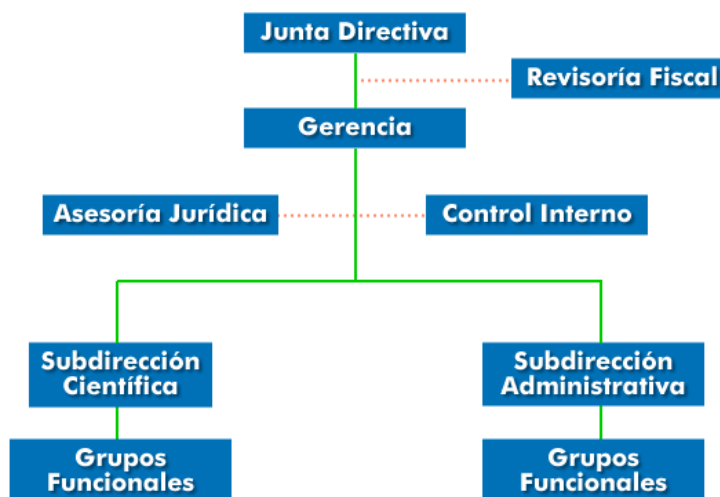 Junta Directiva
Revisoría Fiscal
Gerencia
Asesoría Jurídica
Control Interno
Subdirección
Científica
Subdirección
Administrativa
Grupos
Funcionales
Grupos
Funcionales